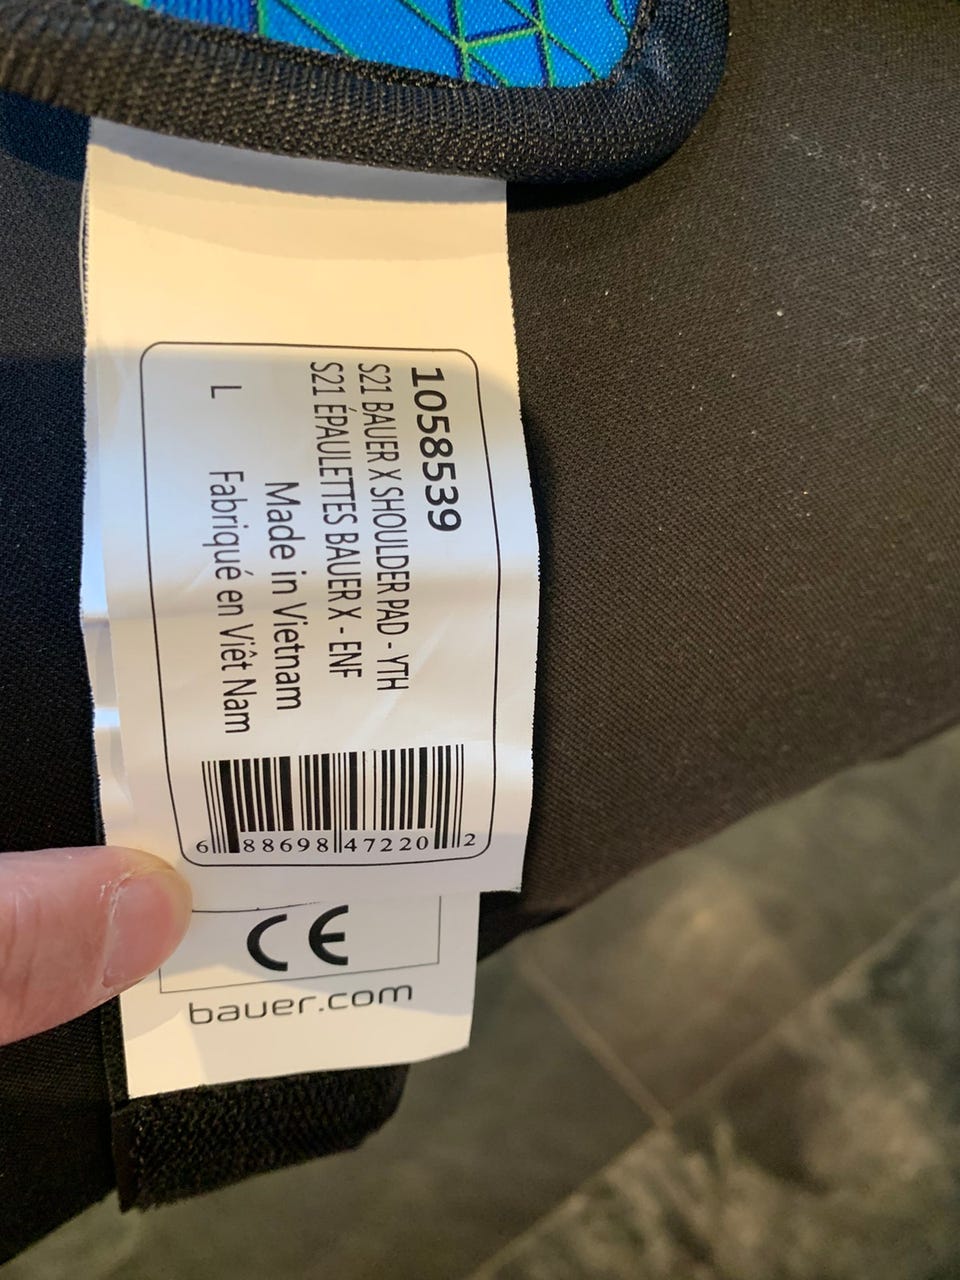 1058539
S21 BAUER X SHOULDER PAD - YTH
S21 ÉPAULETTES BAUER X - ENF
Made in Vietnam
L Fabriqué en Viêt Nam
6 88698 47220 2
CE
bauer.com